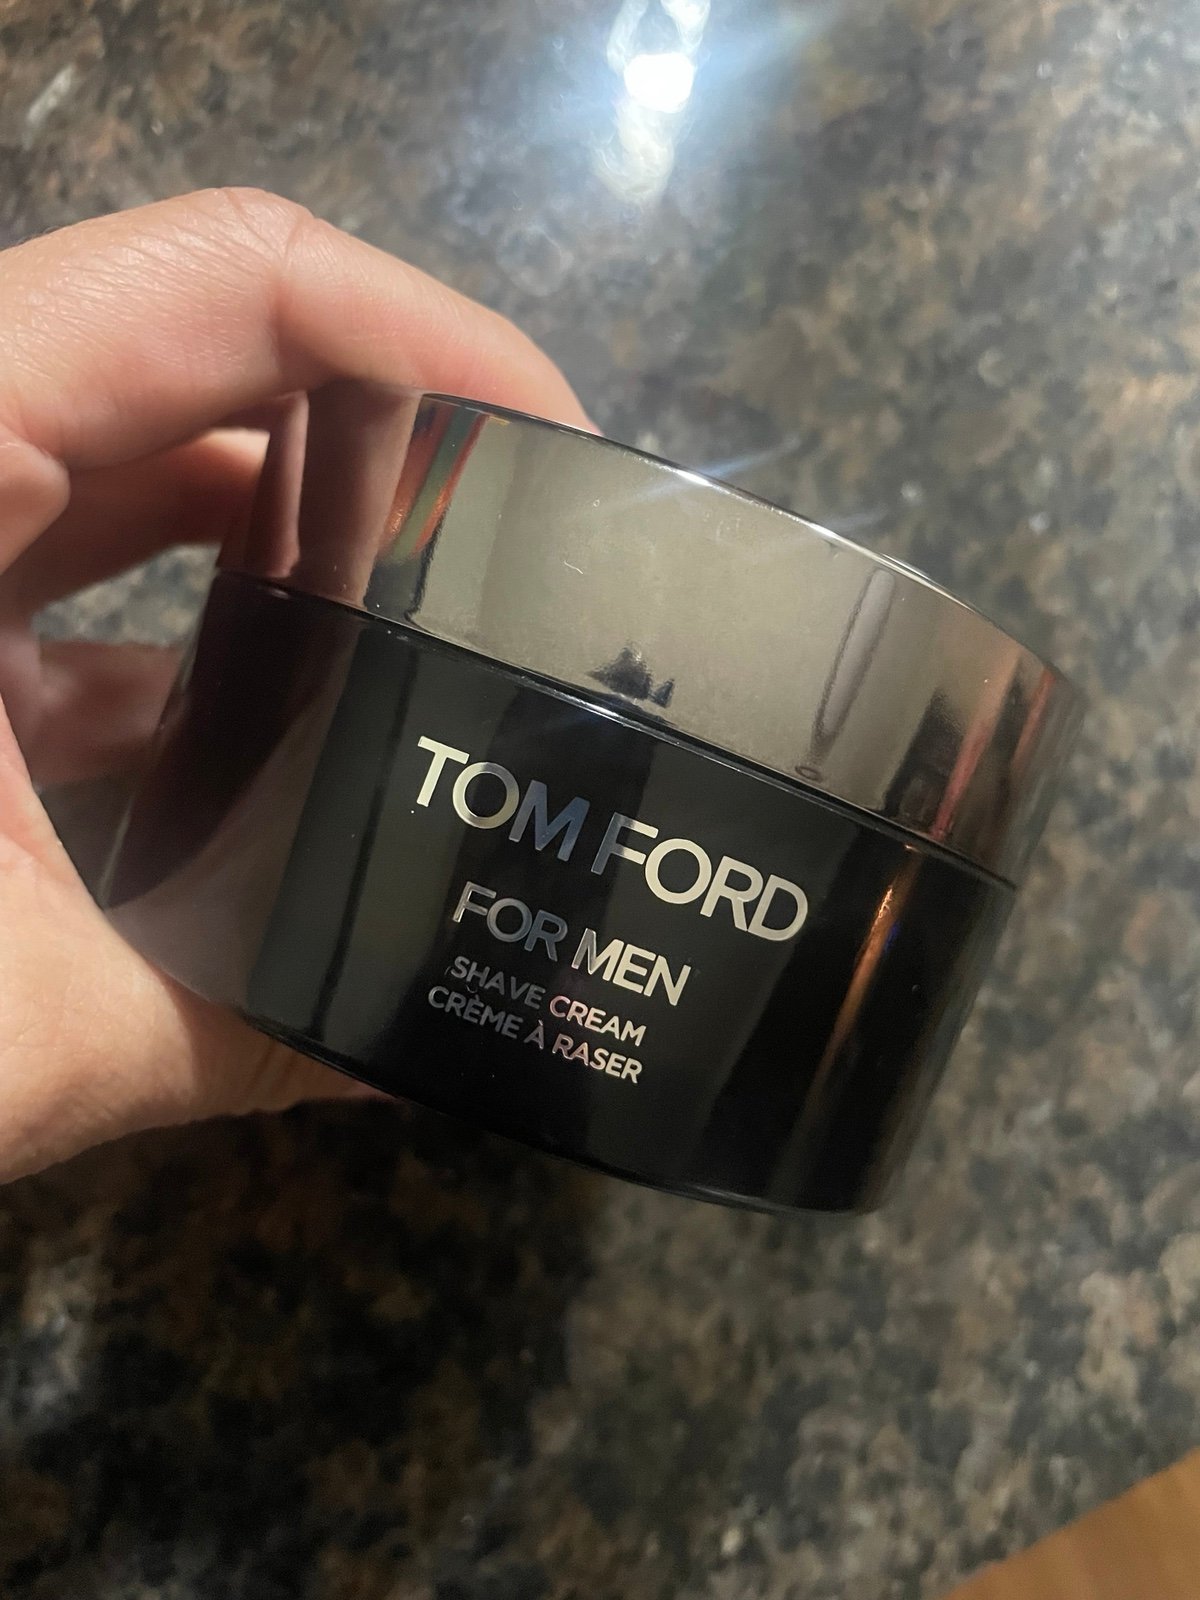 TOM FORD
FOR MEN
SHAVE CREAM
CRÈME À RASER